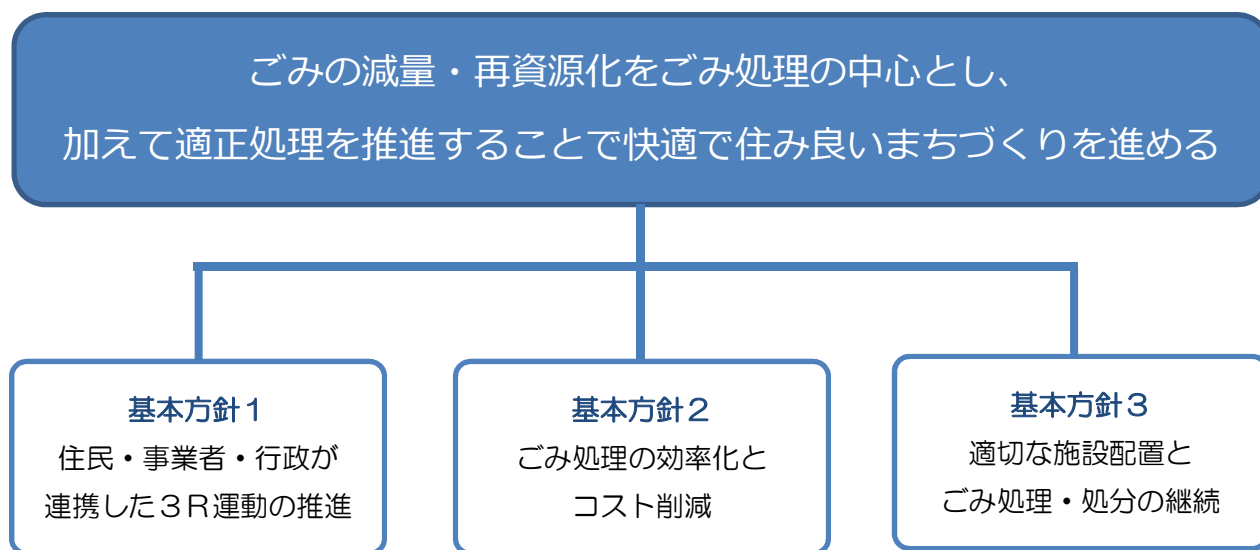 ごみの減量・再資源化をごみ処理の中心とし、
加えて適正処理を推進することで快適で住み良いまちづくりを進める
基本方針１
住民・事業者・行政が
連携した３Ｒ運動の推進
基本方針２
ごみ処理の効率化と
コスト削減
基本方針３
適切な施設配置と
ごみ処理・処分の継続